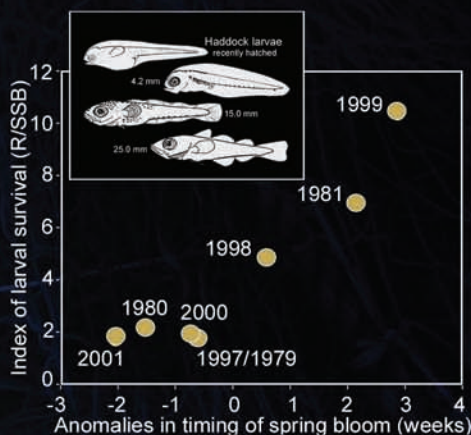 Haddock larvae
recently hatched
4.2 mm
15.0 mm
25.0 mm
Index of larval survival (R/SSB)
12
10
8
6
4
2
0
1999
1981
1998
1980
2000
2001
1997/1979
-3 -2 -1 0 1 2 3 4
Anomalies in timing of spring bloom (weeks)